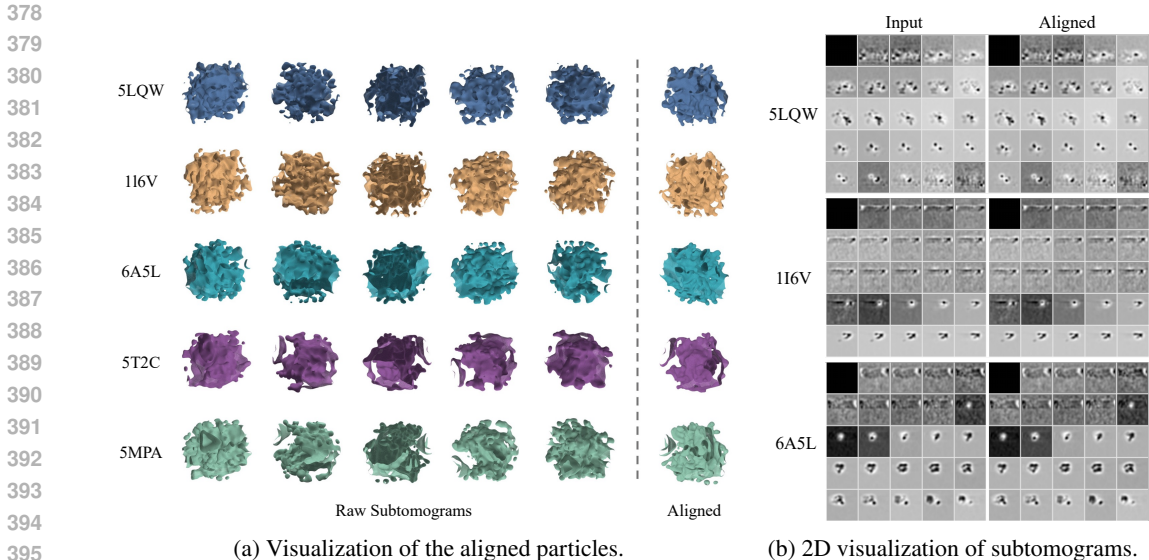 378
379
380
381
382
383
384
385
386
387
388
389
390
391
392
393
394
395
5LQW
1I6V
6A5L
5T2C
5MPA
Raw Subtomograms
Aligned
(a) Visualization of the aligned particles.
Input
Aligned
5LQW
1I6V
6A5L
(b) 2D visualization of subtomograms.